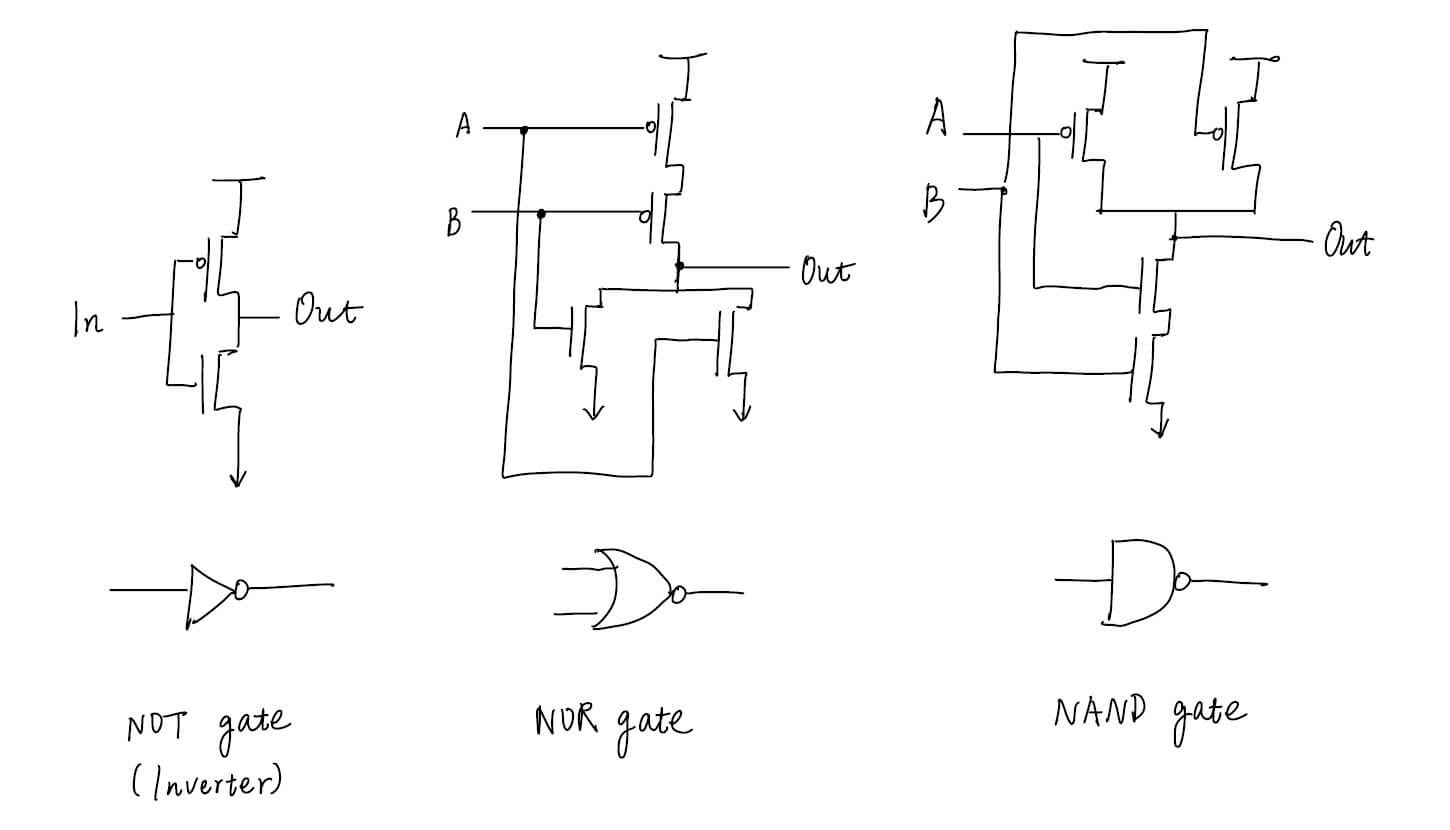 In
Out
A
B
Out
A
B
Out
NOT gate
(Inverter)
NOR gate
NAND gate